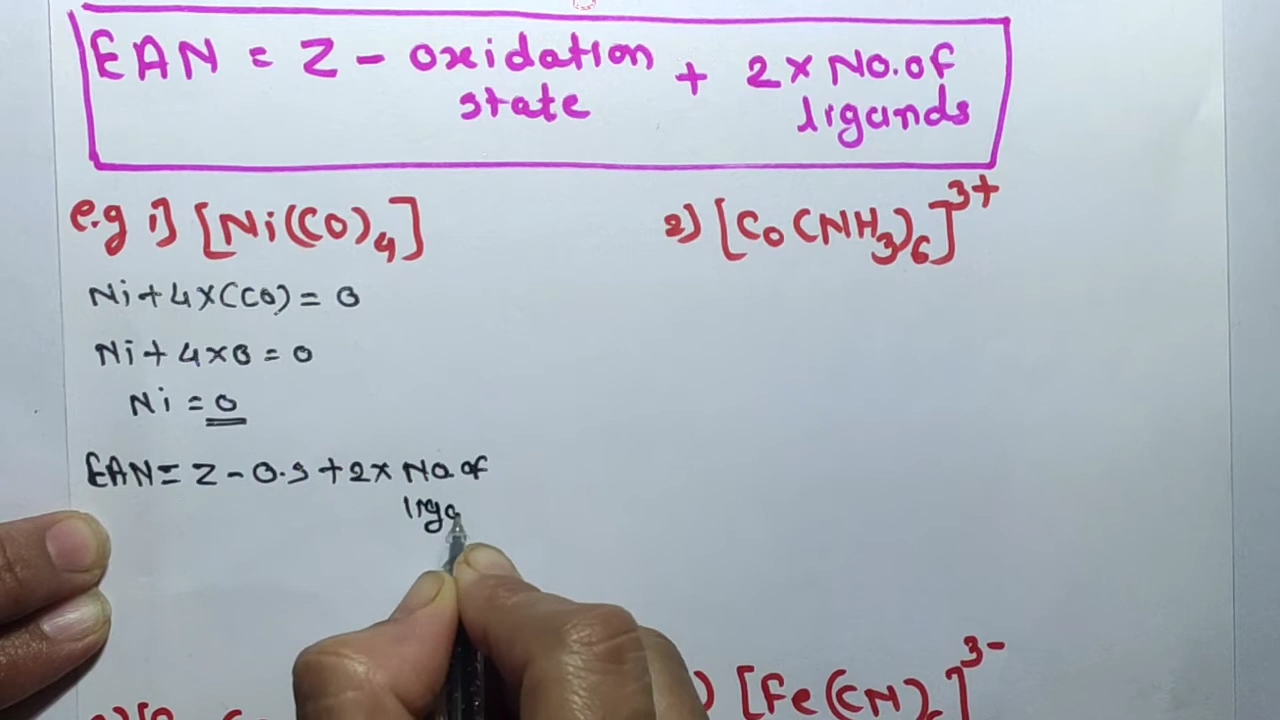 EAN = Z - oxidation state + 2 x No. of ligands
e.g 1] [Ni(CO)4]
Ni + 4 x (CO) = 0
Ni + 4 x 0 = 0
Ni = 0
EAN = Z - O.S + 2 x No. of
liga
2) [Co(NH3)6]3+
) [Fe(CN)6]3-